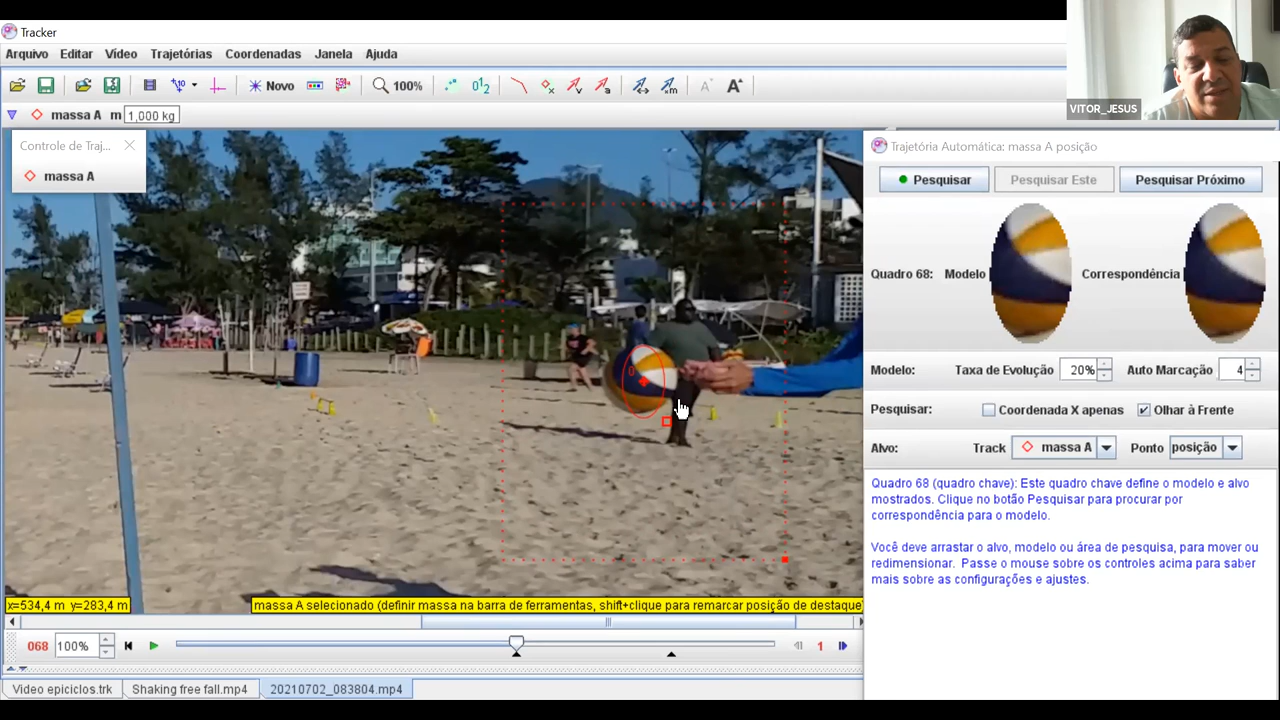 Tracker
Arquivo Editar Vídeo Trajetórias Coordenadas Janela Ajuda
Novo 100%
massa A m 1,000 kg
VITOR_JESUS
Controle de Traj...
massa A
Trajetória Automática: massa A posição
Pesquisar Pesquisar Este Pesquisar Próximo
Quadro 68: Modelo Correspondência
Modelo: Taxa de Evolução 20% Auto Marcação 4
Pesquisar: Coordenada X apenas Olhar à Frente
Alvo: Track massa A Ponto posição
Quadro 68 (quadro chave): Este quadro chave define o modelo e alvo
mostrados. Clique no botão Pesquisar para procurar por
correspondência para o modelo.
Você deve arrastar o alvo, modelo ou área de pesquisa, para mover ou
redimensionar. Passe o mouse sobre os controles acima para saber
mais sobre as configurações e ajustes.
0
x=534,4 m y=283,4 m
massa A selecionado (definir massa na barra de ferramentas, shift+clique para remarcar posição de destaque)
068 100% 1
Video epiciclos.trk Shaking free fall.mp4 20210702_083804.mp4